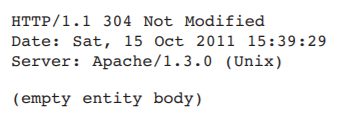 HTTP/1.1 304 Not Modified
Date: Sat, 15 Oct 2011 15:39:29
Server: Apache/1.3.0 (Unix)
(empty entity body)